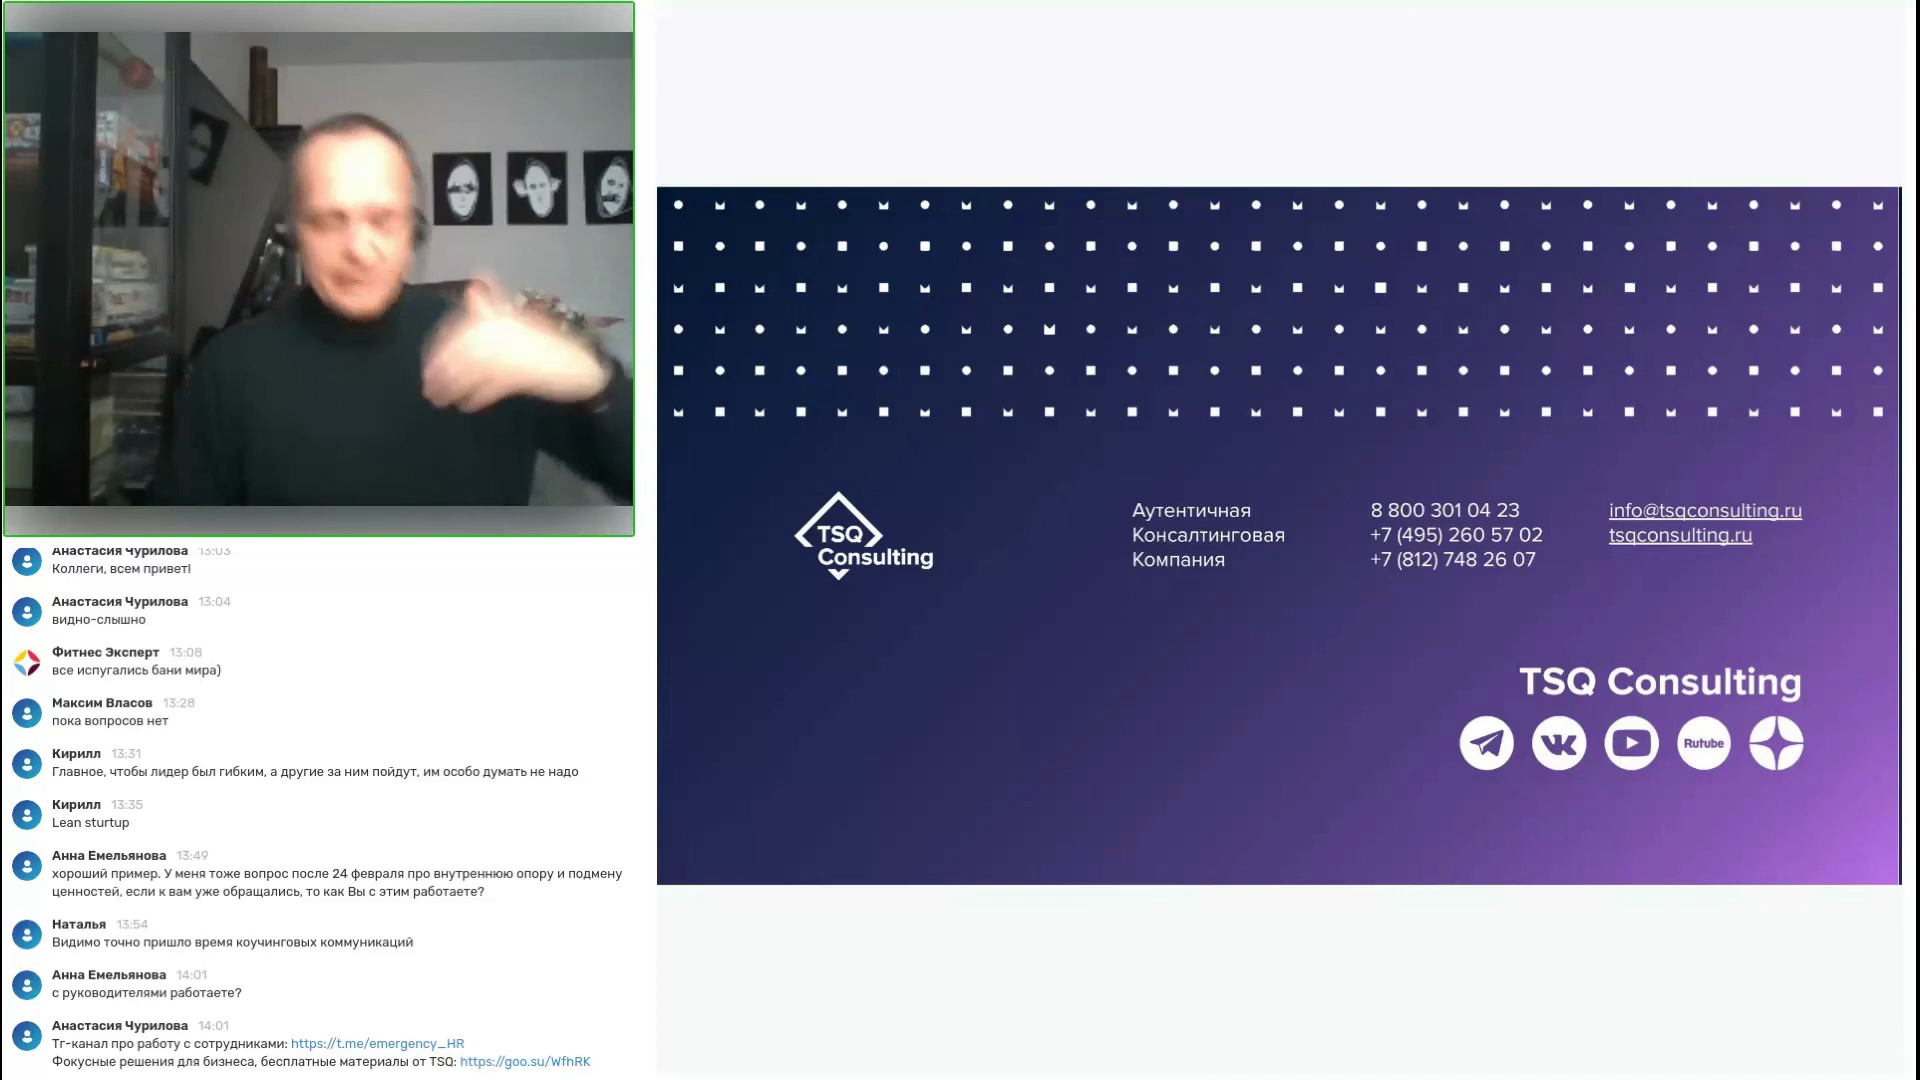 Анастасия Чурилова 13:03
Коллеги, всем привет!
Анастасия Чурилова 13:04
видно-слышно
Фитнес Эксперт 13:08
все испугались бани мира)
Максим Власов 13:28
пока вопросов нет
Кирилл 13:31
Главное, чтобы лидер был гибким, а другие за ним пойдут, им особо думать не надо
Кирилл 13:35
Lean sturtup
Анна Емельянова 13:49
хороший пример. У меня тоже вопрос после 24 февраля про внутреннюю опору и подмену
ценностей, если к вам уже обращались, то как Вы с этим работаете?
Наталья 13:54
Видимо точно пришло время коучинговых коммуникаций
Анна Емельянова 14:01
с руководителями работаете?
Анастасия Чурилова 14:01
Тг-канал про работу с сотрудниками: https://t.me/emergency_HR
Фокусные решения для бизнеса, бесплатные материалы от TSQ: https://goo.su/WfhRK
TSQ
Consulting
Аутентичная
Консалтинговая
Компания
8 800 301 04 23
+7 (495) 260 57 02
+7 (812) 748 26 07
info@tsqconsulting.ru
tsqconsulting.ru
TSQ Consulting
Rutube